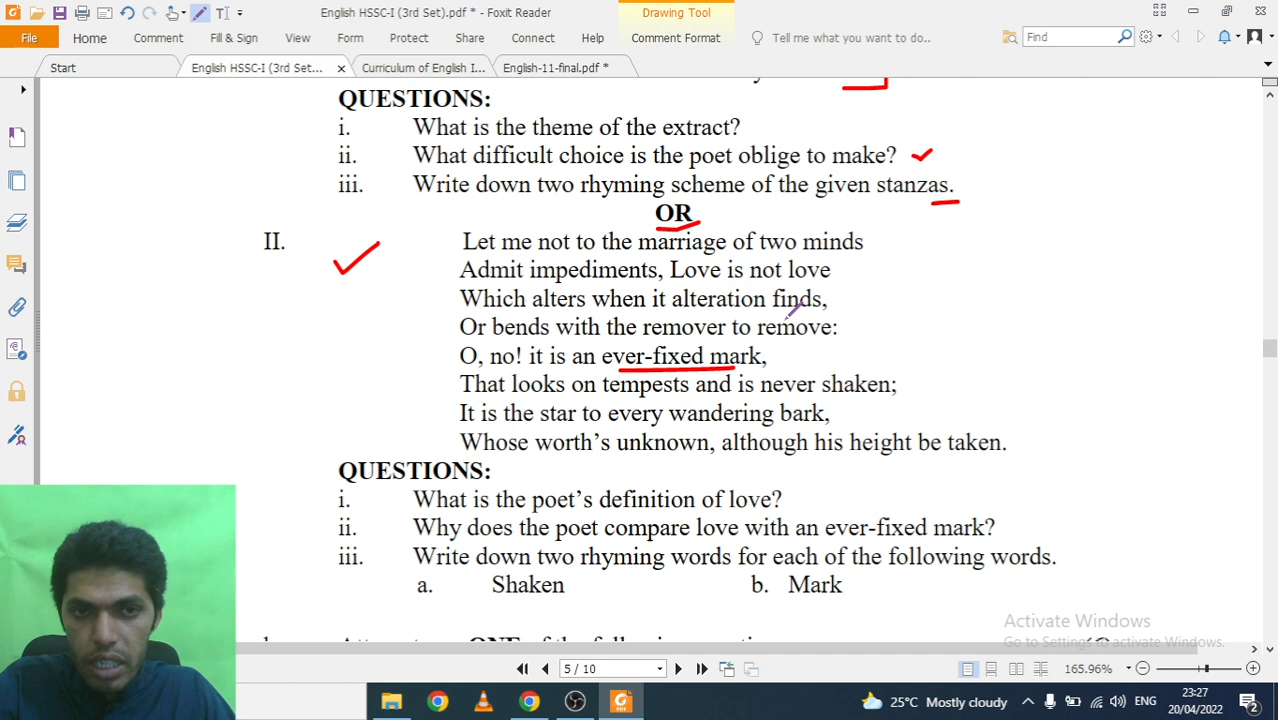 English HSSC-I (3rd Set).pdf * - Foxit Reader
Drawing Tool
File Home Comment Fill & Sign View Form Protect Share Connect Help Comment Format Tell me what you want to do.. Find
Start English HSSC-I (3rd Set... Curriculum of English I... English-11-final.pdf *
QUESTIONS:
i. What is the theme of the extract?
ii. What difficult choice is the poet oblige to make?
iii. Write down two rhyming scheme of the given stanzas.
OR
II. Let me not to the marriage of two minds
Admit impediments, Love is not love
Which alters when it alteration finds,
Or bends with the remover to remove:
O, no! it is an ever-fixed mark,
That looks on tempests and is never shaken;
It is the star to every wandering bark,
Whose worth's unknown, although his height be taken.
QUESTIONS:
i. What is the poet's definition of love?
ii. Why does the poet compare love with an ever-fixed mark?
iii. Write down two rhyming words for each of the following words.
a. Shaken b. Mark
ONE of the following
Activate Windows
Go to Settings to activate Windows.
5 / 10 165.96%
25°C Mostly cloudy ENG 23:27
20/04/2022 2